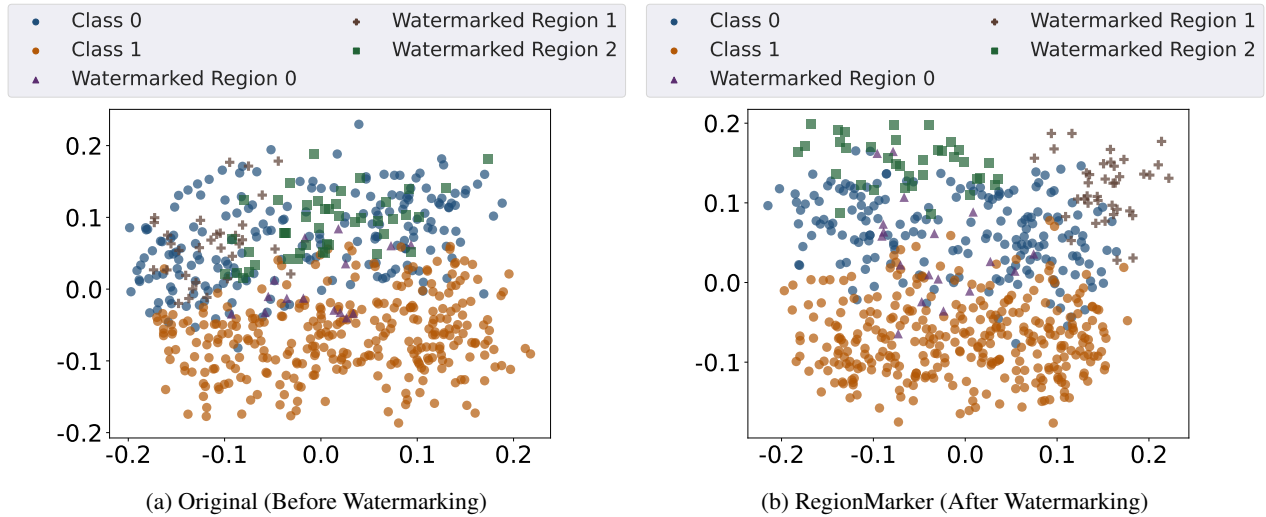 Class 0
Class 1
Watermarked Region 0
Watermarked Region 1
Watermarked Region 2
0.2
0.1
0.0
-0.1
-0.2
-0.2 -0.1 0.0 0.1 0.2
(a) Original (Before Watermarking)
Class 0
Class 1
Watermarked Region 0
Watermarked Region 1
Watermarked Region 2
0.2
0.1
0.0
-0.1
-0.2 -0.1 0.0 0.1 0.2
(b) RegionMarker (After Watermarking)